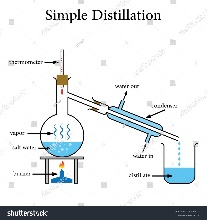 Simple Distillation
thermometer
water out
condenser
vapor
salt water
water in
burner
distillate
shutterstock